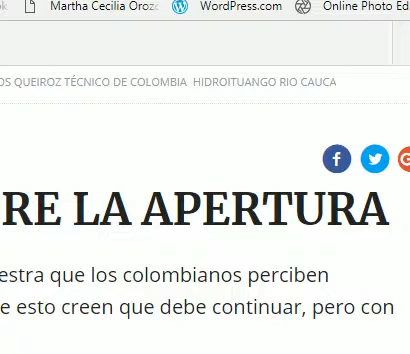 Martha Cecilia Orozc WordPress.com Online Photo Ed
OS QUEIROZ TÉCNICO DE COLOMBIA HIDROITUANGO RIO CAUCA
RE LA APERTURA
estra que los colombianos perciben
e esto creen que debe continuar, pero con